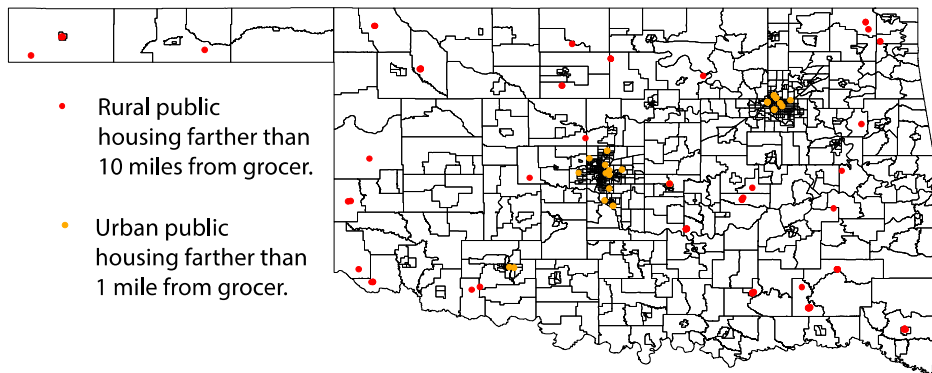 Rural public
housing farther than
10 miles from grocer.
Urban public
housing farther than
1 mile from grocer.